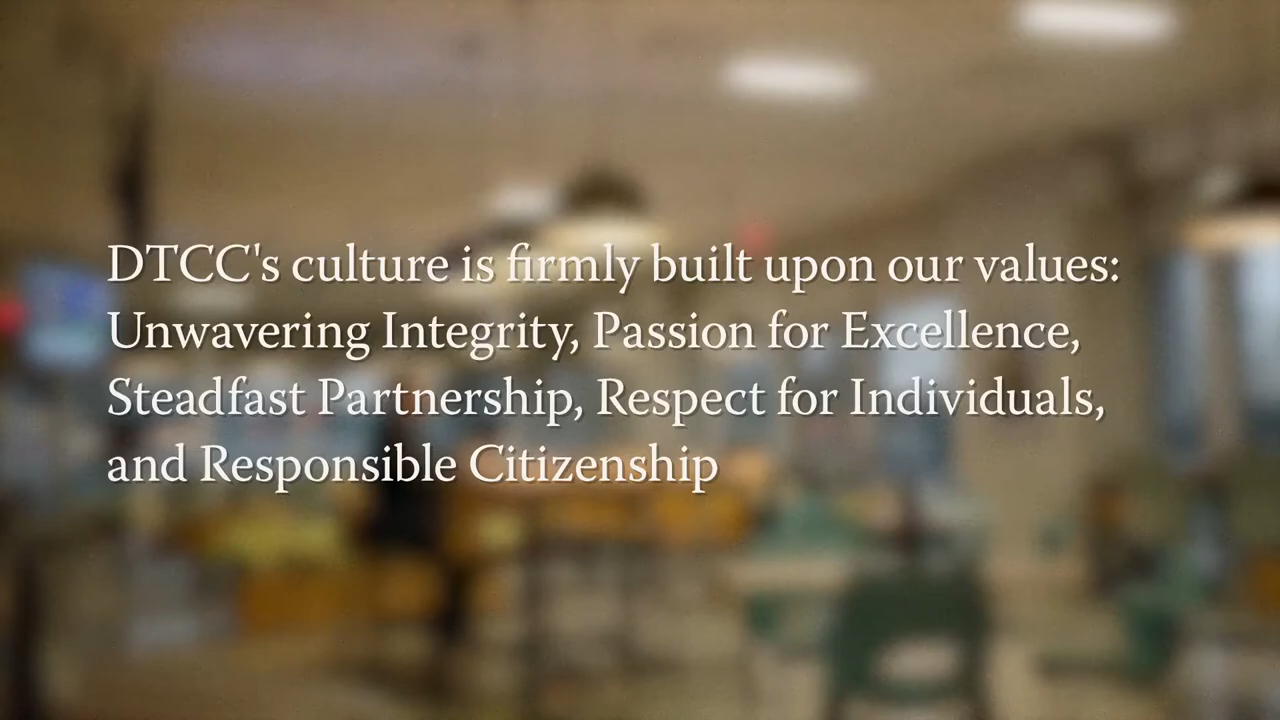 DTCC's culture is firmly built upon our values:
Unwavering Integrity, Passion for Excellence,
Steadfast Partnership, Respect for Individuals,
and Responsible Citizenship